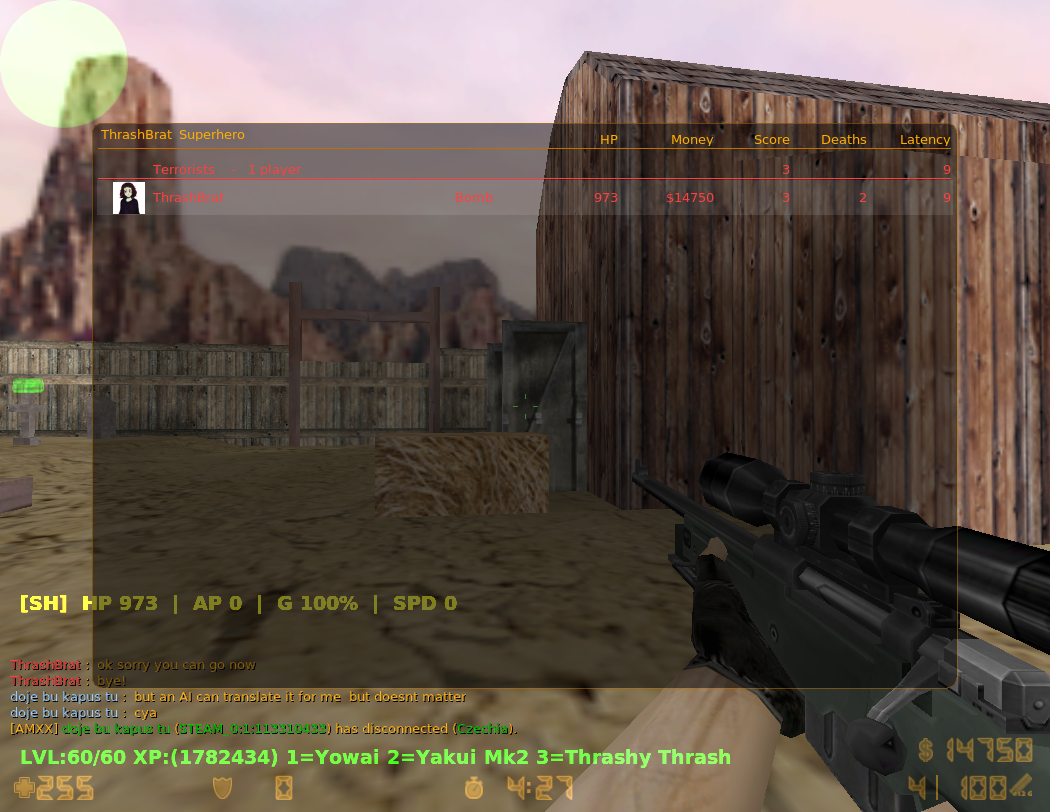 ThrashBrat Superhero
HP Money Score Deaths Latency
Terrorists - 1 player 3 9
ThrashBrat Bomb 973 $14750 3 2 9
[SH] HP 973 | AP 0 | G 100% | SPD 0
ThrashBrat : ok sorry you can go now
ThrashBrat : bye!
doje bu kapus tu : but an AI can translate it for me but doesnt matter
doje bu kapus tu : cya
[AMXX] doje bu kapus tu (STEAM_0:1:113310433) has disconnected (Czechia).
LVL:60/60 XP:(1782434) 1=Yowai 2=Yakui Mk2 3=Thrashy Thrash
$ 14750
255 0 4:27 4 | 100